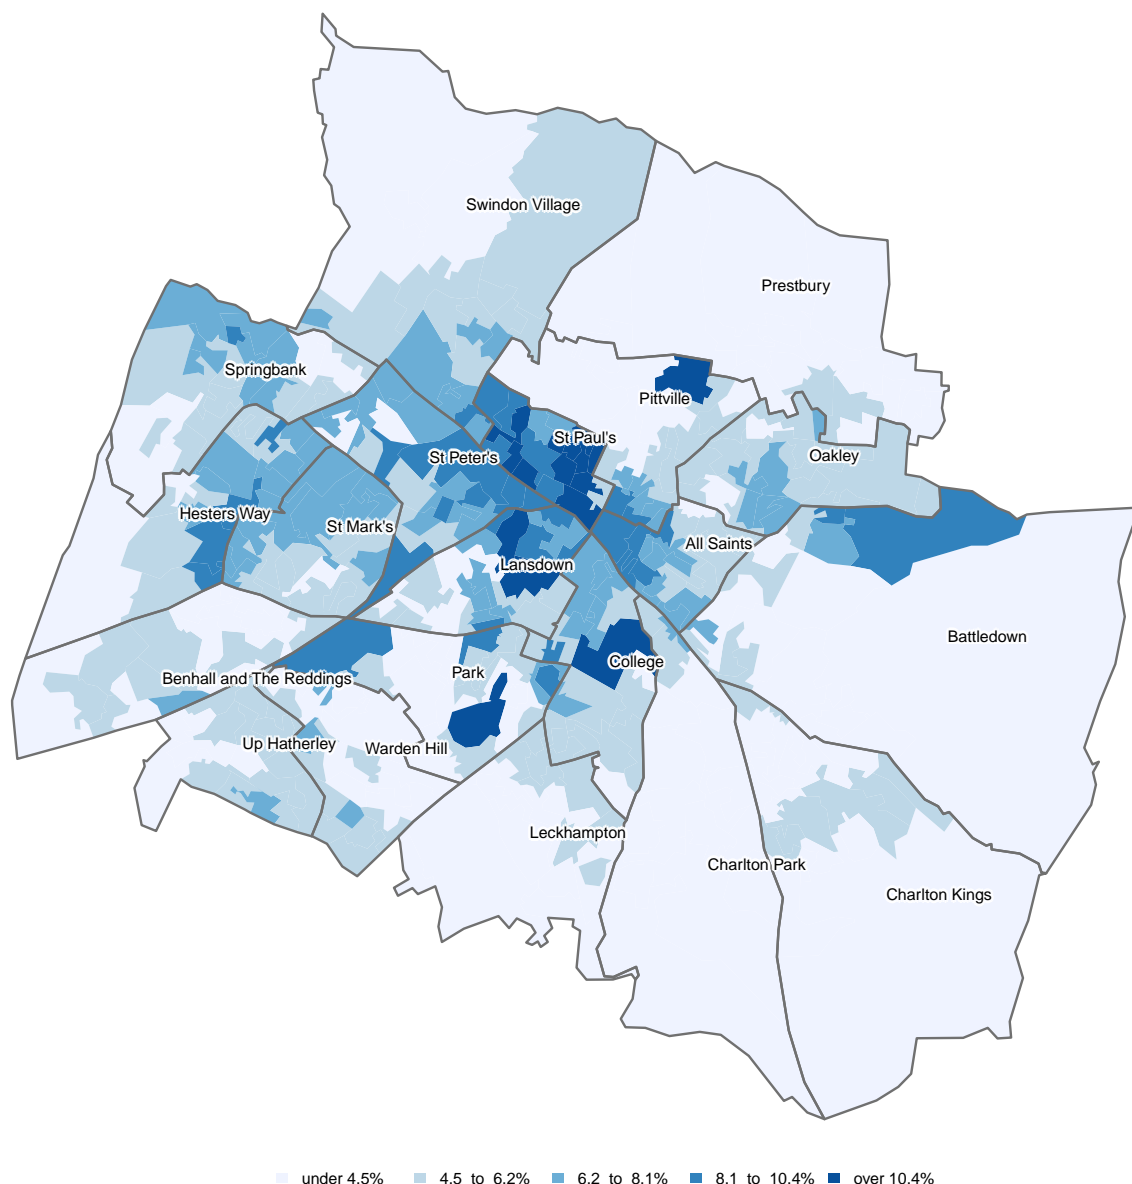 Swindon Village
Prestbury
Springbank
Pittville
St Paul's
St Peter's
Oakley
Hesters Way
St Mark's
All Saints
Lansdown
Battledown
College
Park
Benhall and The Reddings
Up Hatherley
Warden Hill
Leckhampton
Charlton Park
Charlton Kings
under 4.5% 4.5 to 6.2% 6.2 to 8.1% 8.1 to 10.4% over 10.4%